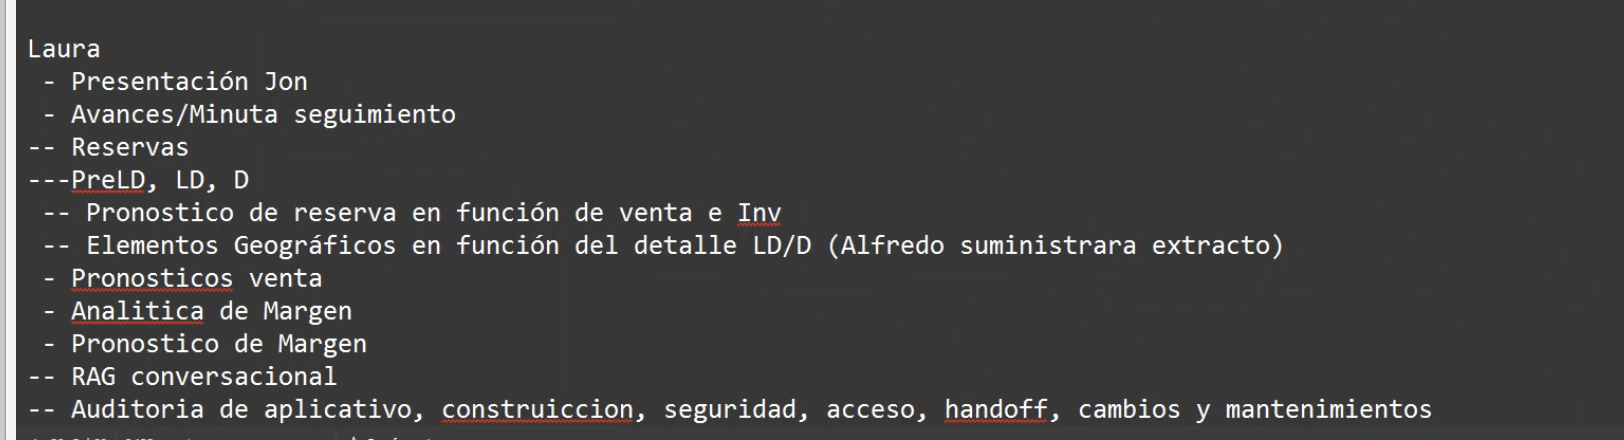 Laura
 - Presentación Jon
 - Avances/Minuta seguimiento
-- Reservas
---PreLD, LD, D
 -- Pronostico de reserva en función de venta e Inv
 -- Elementos Geográficos en función del detalle LD/D (Alfredo suministrara extracto)
 - Pronosticos venta
 - Analitica de Margen
 - Pronostico de Margen
-- RAG conversacional
-- Auditoria de aplicativo, construiccion, seguridad, acceso, handoff, cambios y mantenimientos